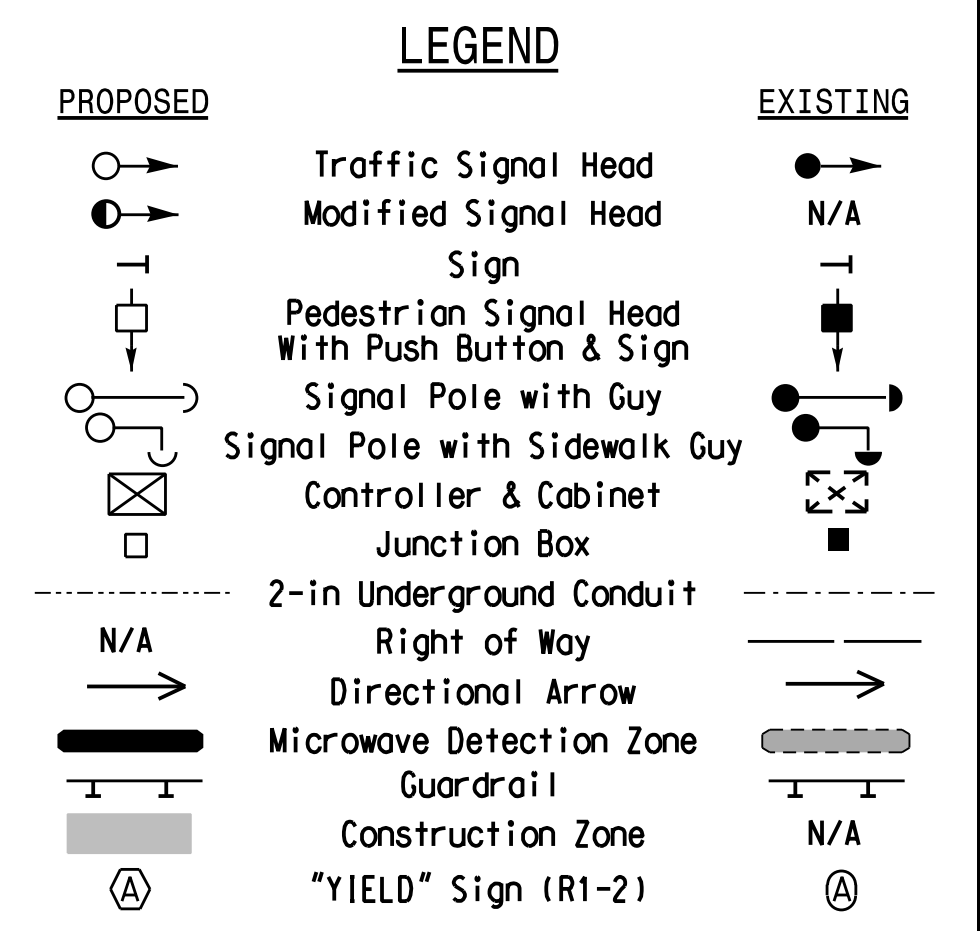 LEGEND
PROPOSED EXISTING
Traffic Signal Head
Modified Signal Head N/A
Sign
Pedestrian Signal Head
With Push Button & Sign
Signal Pole with Guy
Signal Pole with Sidewalk Guy
Controller & Cabinet
Junction Box
2-in Underground Conduit
N/A Right of Way
Directional Arrow
Microwave Detection Zone
Guardrail
Construction Zone N/A
A "YIELD" Sign (R1-2) A